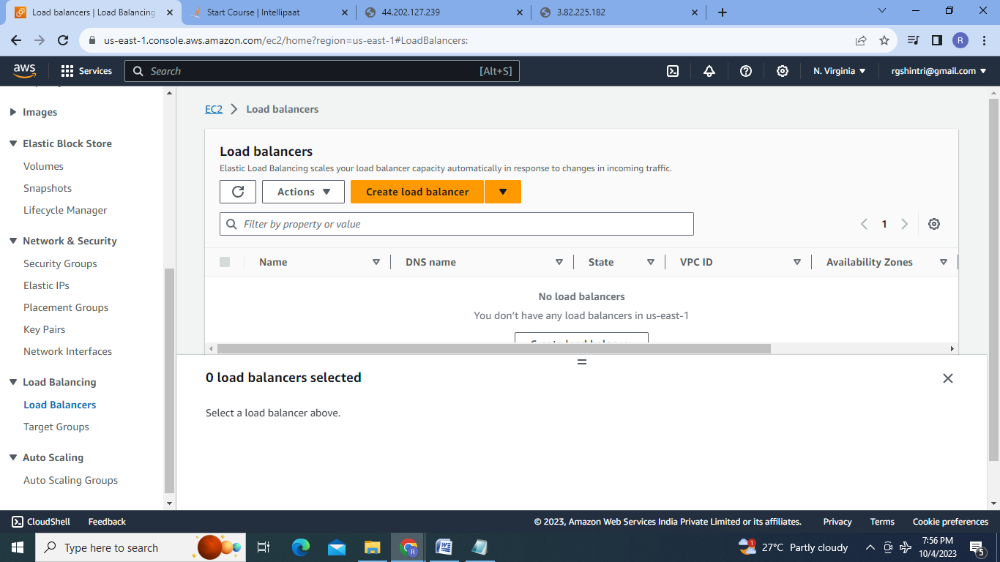 Load balancers | Load Balancing
Start Course | Intellipaat
44.202.127.239
3.82.225.182
us-east-1.console.aws.amazon.com/ec2/home?region=us-east-1#LoadBalancers:
R
aws
Services
Search
[Alt+S]
N. Virginia
rgshintri@gmail.com
Images
Elastic Block Store
Volumes
Snapshots
Lifecycle Manager
Network & Security
Security Groups
Elastic IPs
Placement Groups
Key Pairs
Network Interfaces
Load Balancing
Load Balancers
Target Groups
Auto Scaling
Auto Scaling Groups
EC2
Load balancers
Load balancers
Elastic Load Balancing scales your load balancer capacity automatically in response to changes in incoming traffic.
Actions
Create load balancer
Filter by property or value
1
Name
DNS name
State
VPC ID
Availability Zones
No load balancers
You don't have any load balancers in us-east-1
Create load balancer
0 load balancers selected
Select a load balancer above.
CloudShell
Feedback
© 2023, Amazon Web Services India Private Limited or its affiliates.
Privacy
Terms
Cookie preferences
Type here to search
R
1
27°C Partly cloudy
7:56 PM
10/4/2023
5